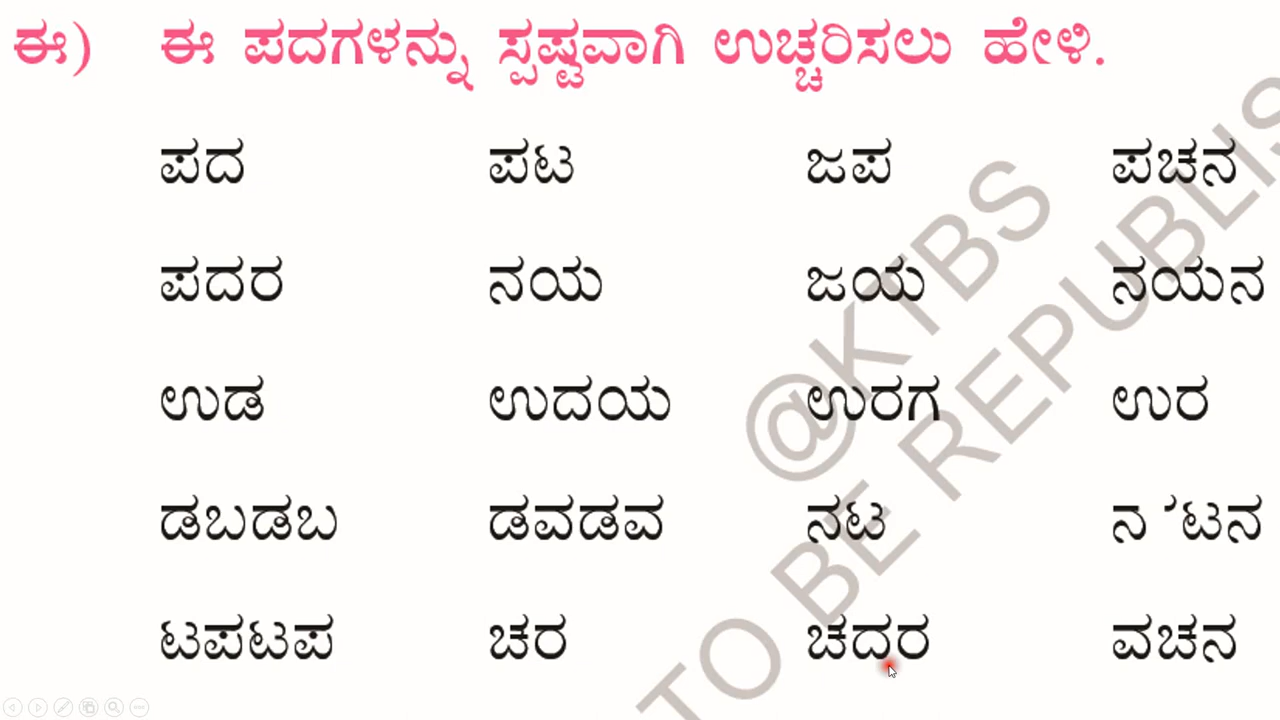 ಈ) ಈ ಪದಗಳನ್ನು ಸ್ಪಷ್ಟವಾಗಿ ಉಚ್ಚರಿಸಲು ಹೇಳಿ.
ಪದ ಪಟ ಜಪ ಪಚನ
ಪದರ ನಯ ಜಯ ನಯನ
ಉಡ ಉದಯ ಉರಗ ಉರ
ಡಬಡಬ ಡವಡವ ನಟ ನ ೯ಟನ
ಟಪಟಪ ಚರ ಚದರ ವಚನ
@KTBS
TO BE REPUBLIS